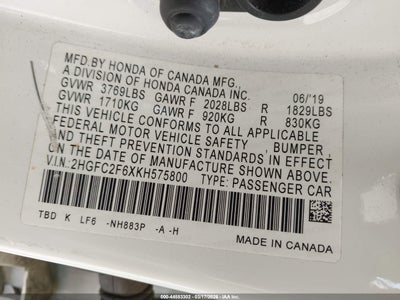 MFD.BY HONDA OF CANADA MFG.,
A DIVISION OF HONDA CANADA INC. 06/'19
GVWR 3769LBS GAWR F 2028LBS R 1829LBS
GVWR 1710KG GAWR F 920KG R 830KG
THIS VEHICLE CONFORMS TO ALL APPLICABLE
FEDERAL MOTOR VEHICLE SAFETY, BUMPER
AND THEFT PREVENTION STANDARDS IN EFFECT
ON THE DATE OF MANUFACTURE SHOWN ABOVE.
V.I.N: 2HGFC2F6XKH575800 TYPE: PASSENGER CAR
TBD K LF6 -NH883P -A -H
MADE IN CANADA